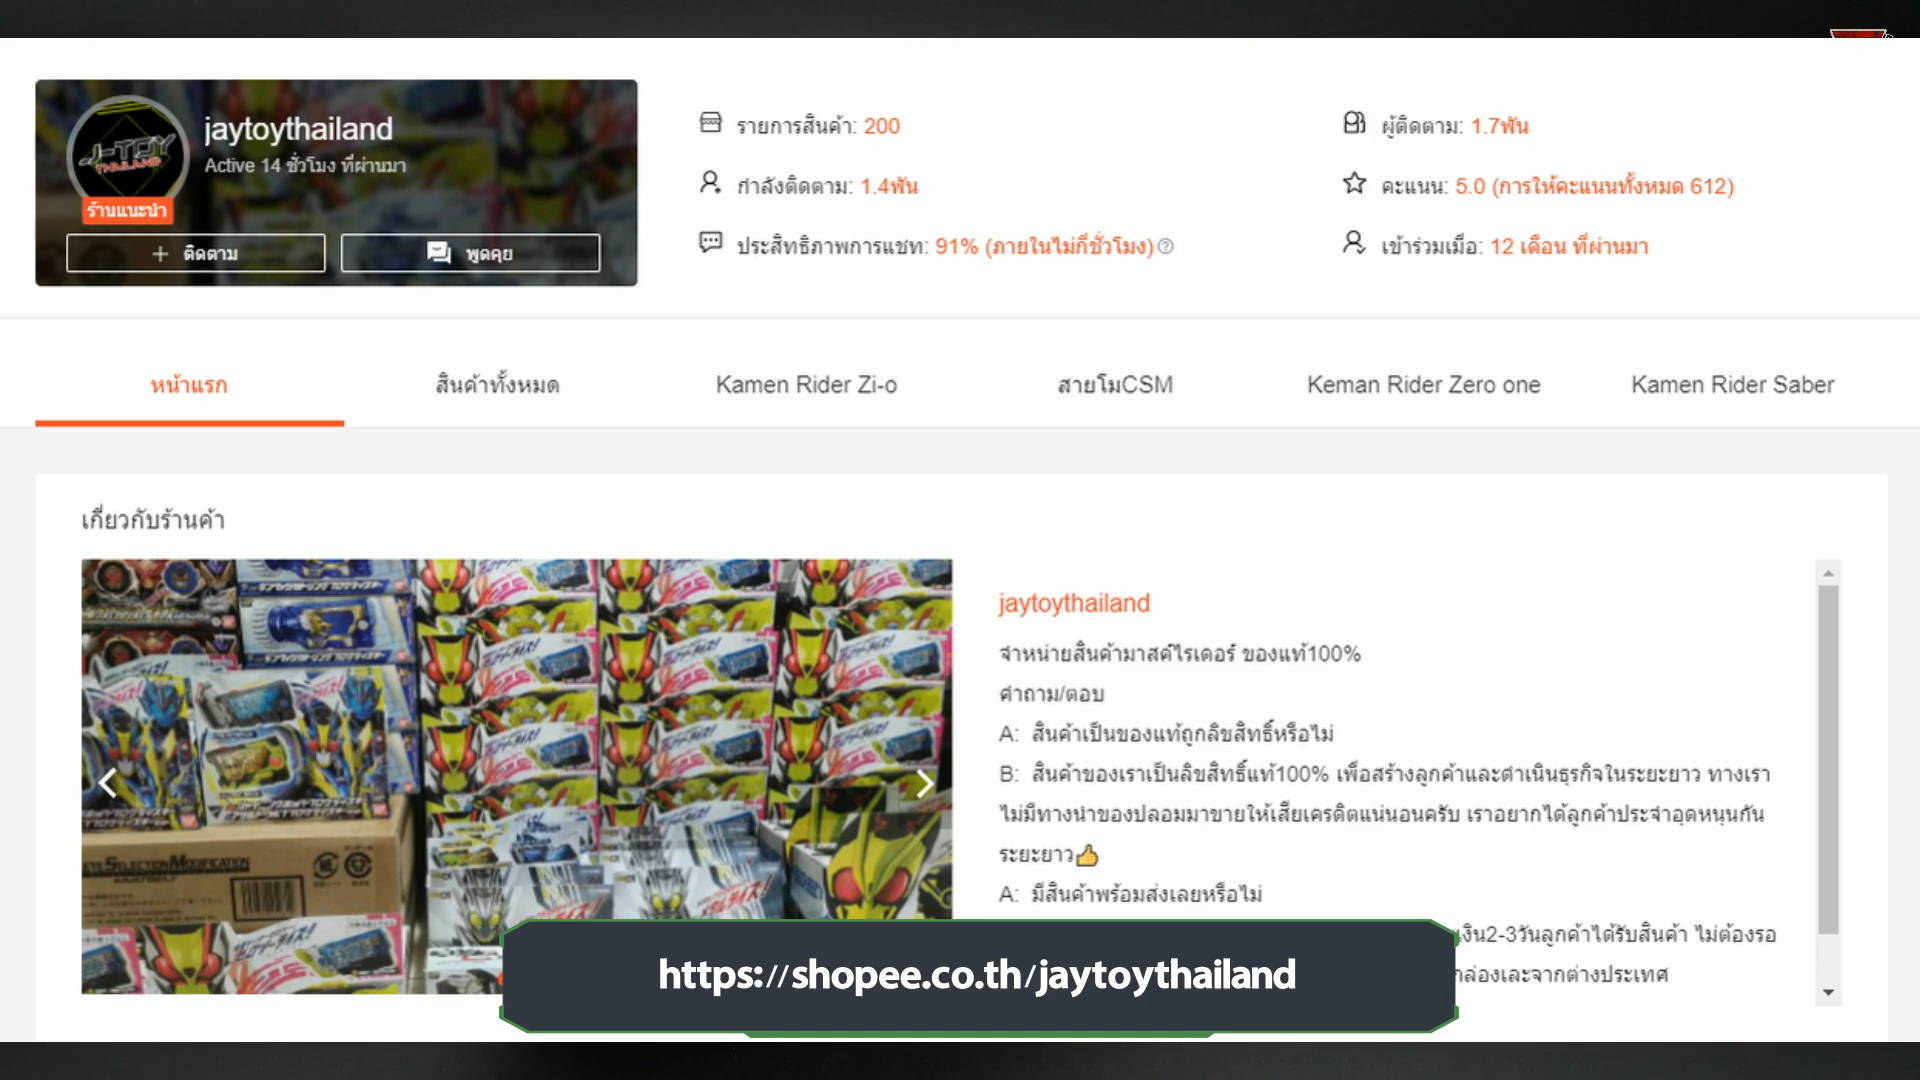 jaytoythailand
Active 14 ชั่วโมง ที่ผ่านมา
J-TOY
THAILAND
ร้านแนะนำ
+ ติดตาม
พูดคุย
รายการสินค้า: 200
กำลังติดตาม: 1.4พัน
ประสิทธิภาพการแชท: 91% (ภายในไม่กี่ชั่วโมง)
ผู้ติดตาม: 1.7พัน
คะแนน: 5.0 (การให้คะแนนทั้งหมด 612)
เข้าร่วมเมื่อ: 12 เดือน ที่ผ่านมา
หน้าแรก
สินค้าทั้งหมด
Kamen Rider Zi-o
สายโมCSM
Keman Rider Zero one
Kamen Rider Saber
เกี่ยวกับร้านค้า
jaytoythailand
จำหน่ายสินค้ามาสค์ไรเดอร์ ของแท้100%
คำถาม/ตอบ
A: สินค้าเป็นของแท้ถูกลิขสิทธิ์หรือไม่
B: สินค้าของเราเป็นลิขสิทธิ์แท้100% เพื่อสร้างลูกค้าและดำเนินธุรกิจในระยะยาว ทางเรา
ไม่มีทางนำของปลอมมาขายให้เสียเครดิตแน่นอนครับ เราอยากได้ลูกค้าประจำอุดหนุนกัน
ระยะยาว👍
A: มีสินค้าพร้อมส่งเลยหรือไม่
เงิน2-3วันลูกค้าได้รับสินค้า ไม่ต้องรอ
กล่องเละจากต่างประเทศ
SELECTION MODIFICATION
https://shopee.co.th/jaytoythailand